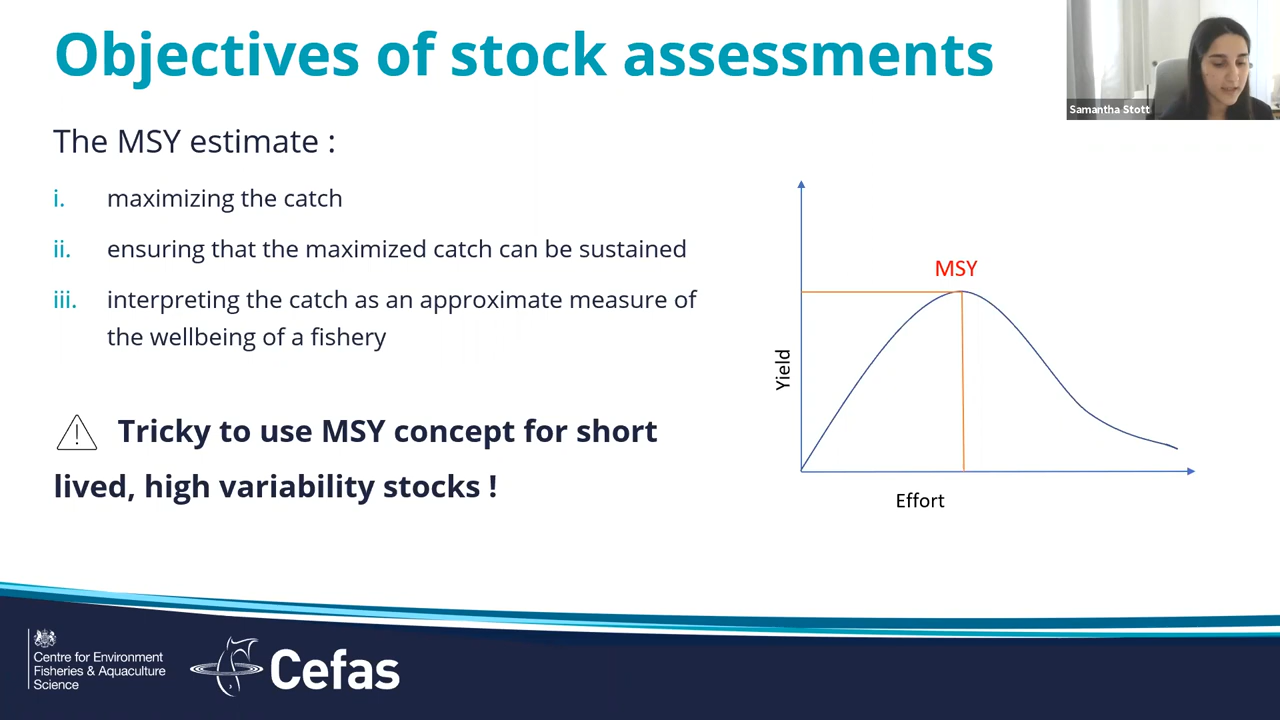 Objectives of stock assessments
Samantha Stott
The MSY estimate :
i. maximizing the catch
ii. ensuring that the maximized catch can be sustained
iii. interpreting the catch as an approximate measure of
the wellbeing of a fishery
Tricky to use MSY concept for short
lived, high variability stocks !
MSY
Yield
Effort
Centre for Environment
Fisheries & Aquaculture
Science
Cefas